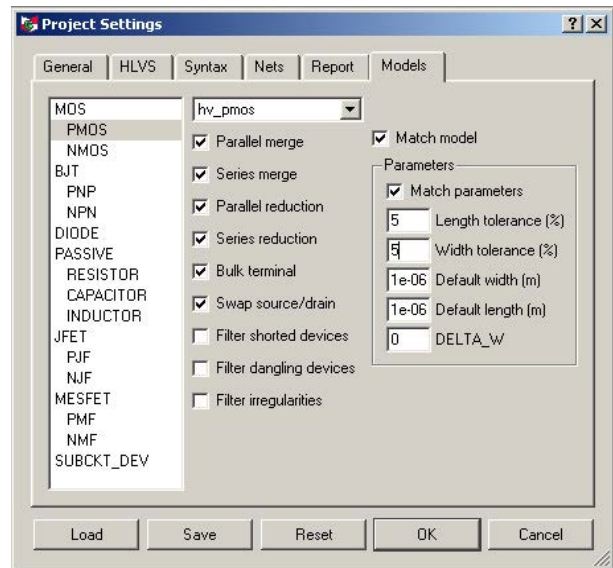 Project Settings
General HLVS Syntax Nets Report Models
MOS
PMOS
NMOS
BJT
PNP
NPN
DIODE
PASSIVE
RESISTOR
CAPACITOR
INDUCTOR
JFET
PJF
NJF
MESFET
PMF
NMF
SUBCKT_DEV
hv_pmos
Parallel merge
Series merge
Parallel reduction
Series reduction
Bulk terminal
Swap source/drain
Filter shorted devices
Filter dangling devices
Filter irregularities
Match model
Parameters
Match parameters
5 Length tolerance (%)
5 Width tolerance (%)
1e-06 Default width (m)
1e-06 Default length (m)
0 DELTA_W
Load Save Reset OK Cancel